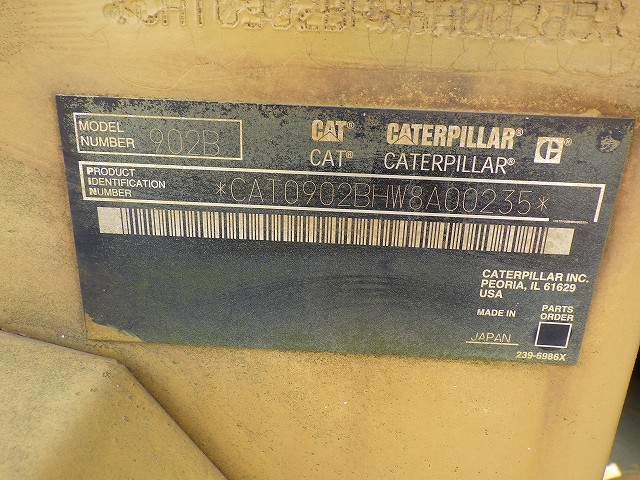 MODEL NUMBER 902B
CAT CATERPILLAR C
CAT® CATERPILLAR®
PRODUCT IDENTIFICATION NUMBER *CAT0902BHW8A00235*
CATERPILLAR INC.
PEORIA, IL 61629
USA
MADE IN JAPAN
PARTS ORDER
239-6986X